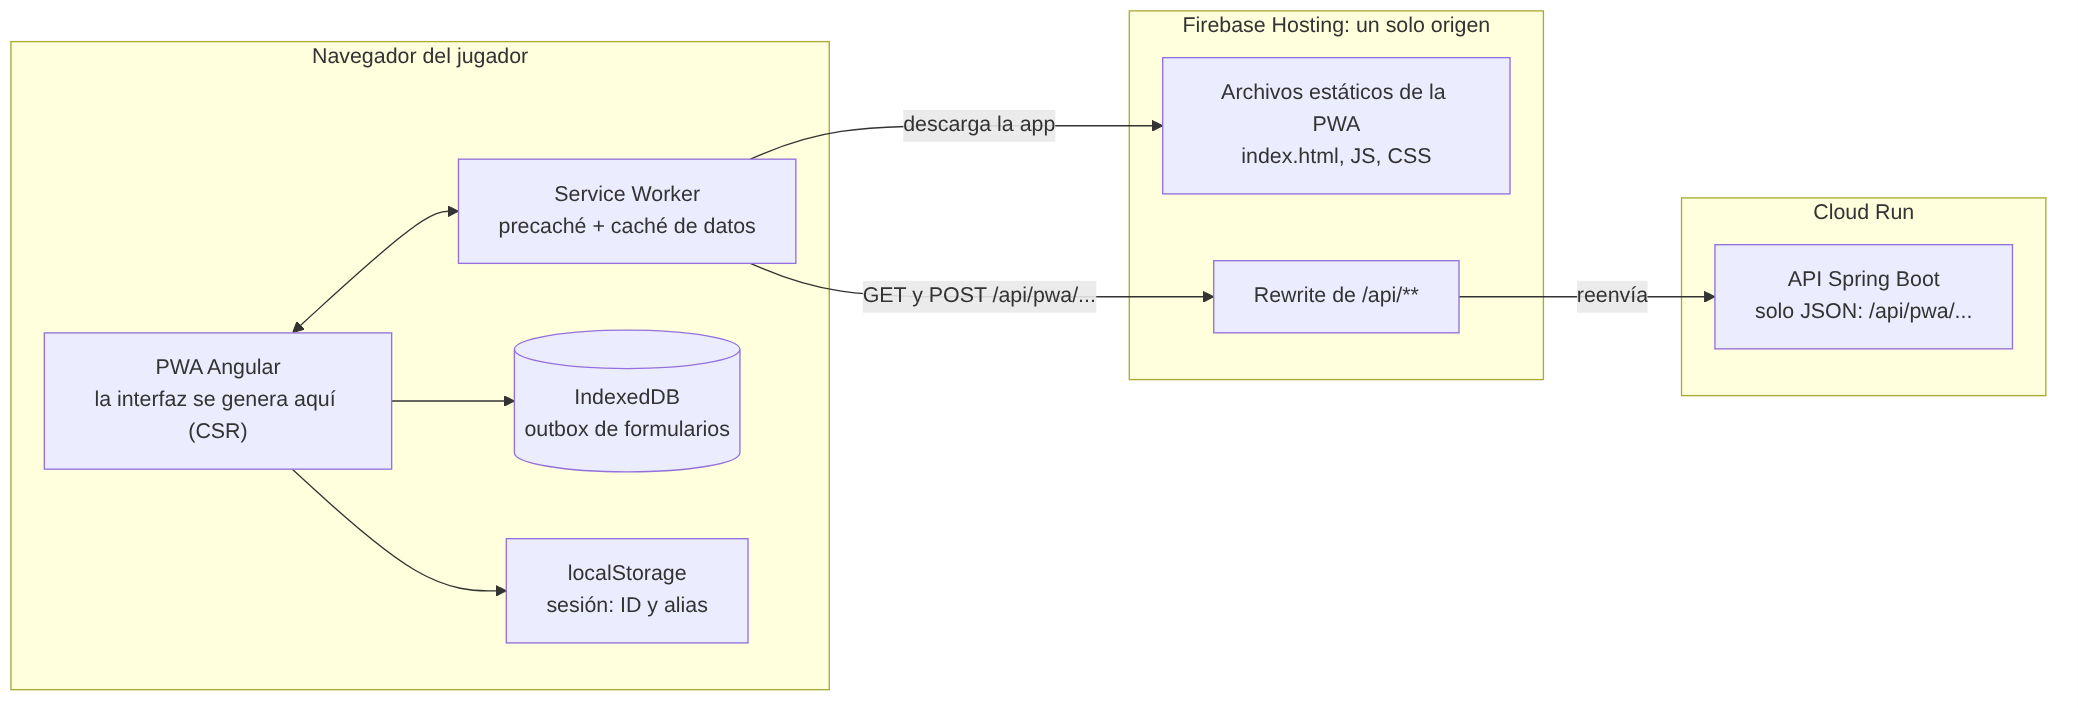 Navegador del jugador
Service Worker
precaché + caché de datos
PWA Angular
la interfaz se genera aquí
(CSR)
IndexedDB
outbox de formularios
localStorage
sesión: ID y alias
descarga la app
GET y POST /api/pwa/...
Firebase Hosting: un solo origen
Archivos estáticos de la
PWA
index.html, JS, CSS
Rewrite de /api/**
reenvía
Cloud Run
API Spring Boot
solo JSON: /api/pwa/...